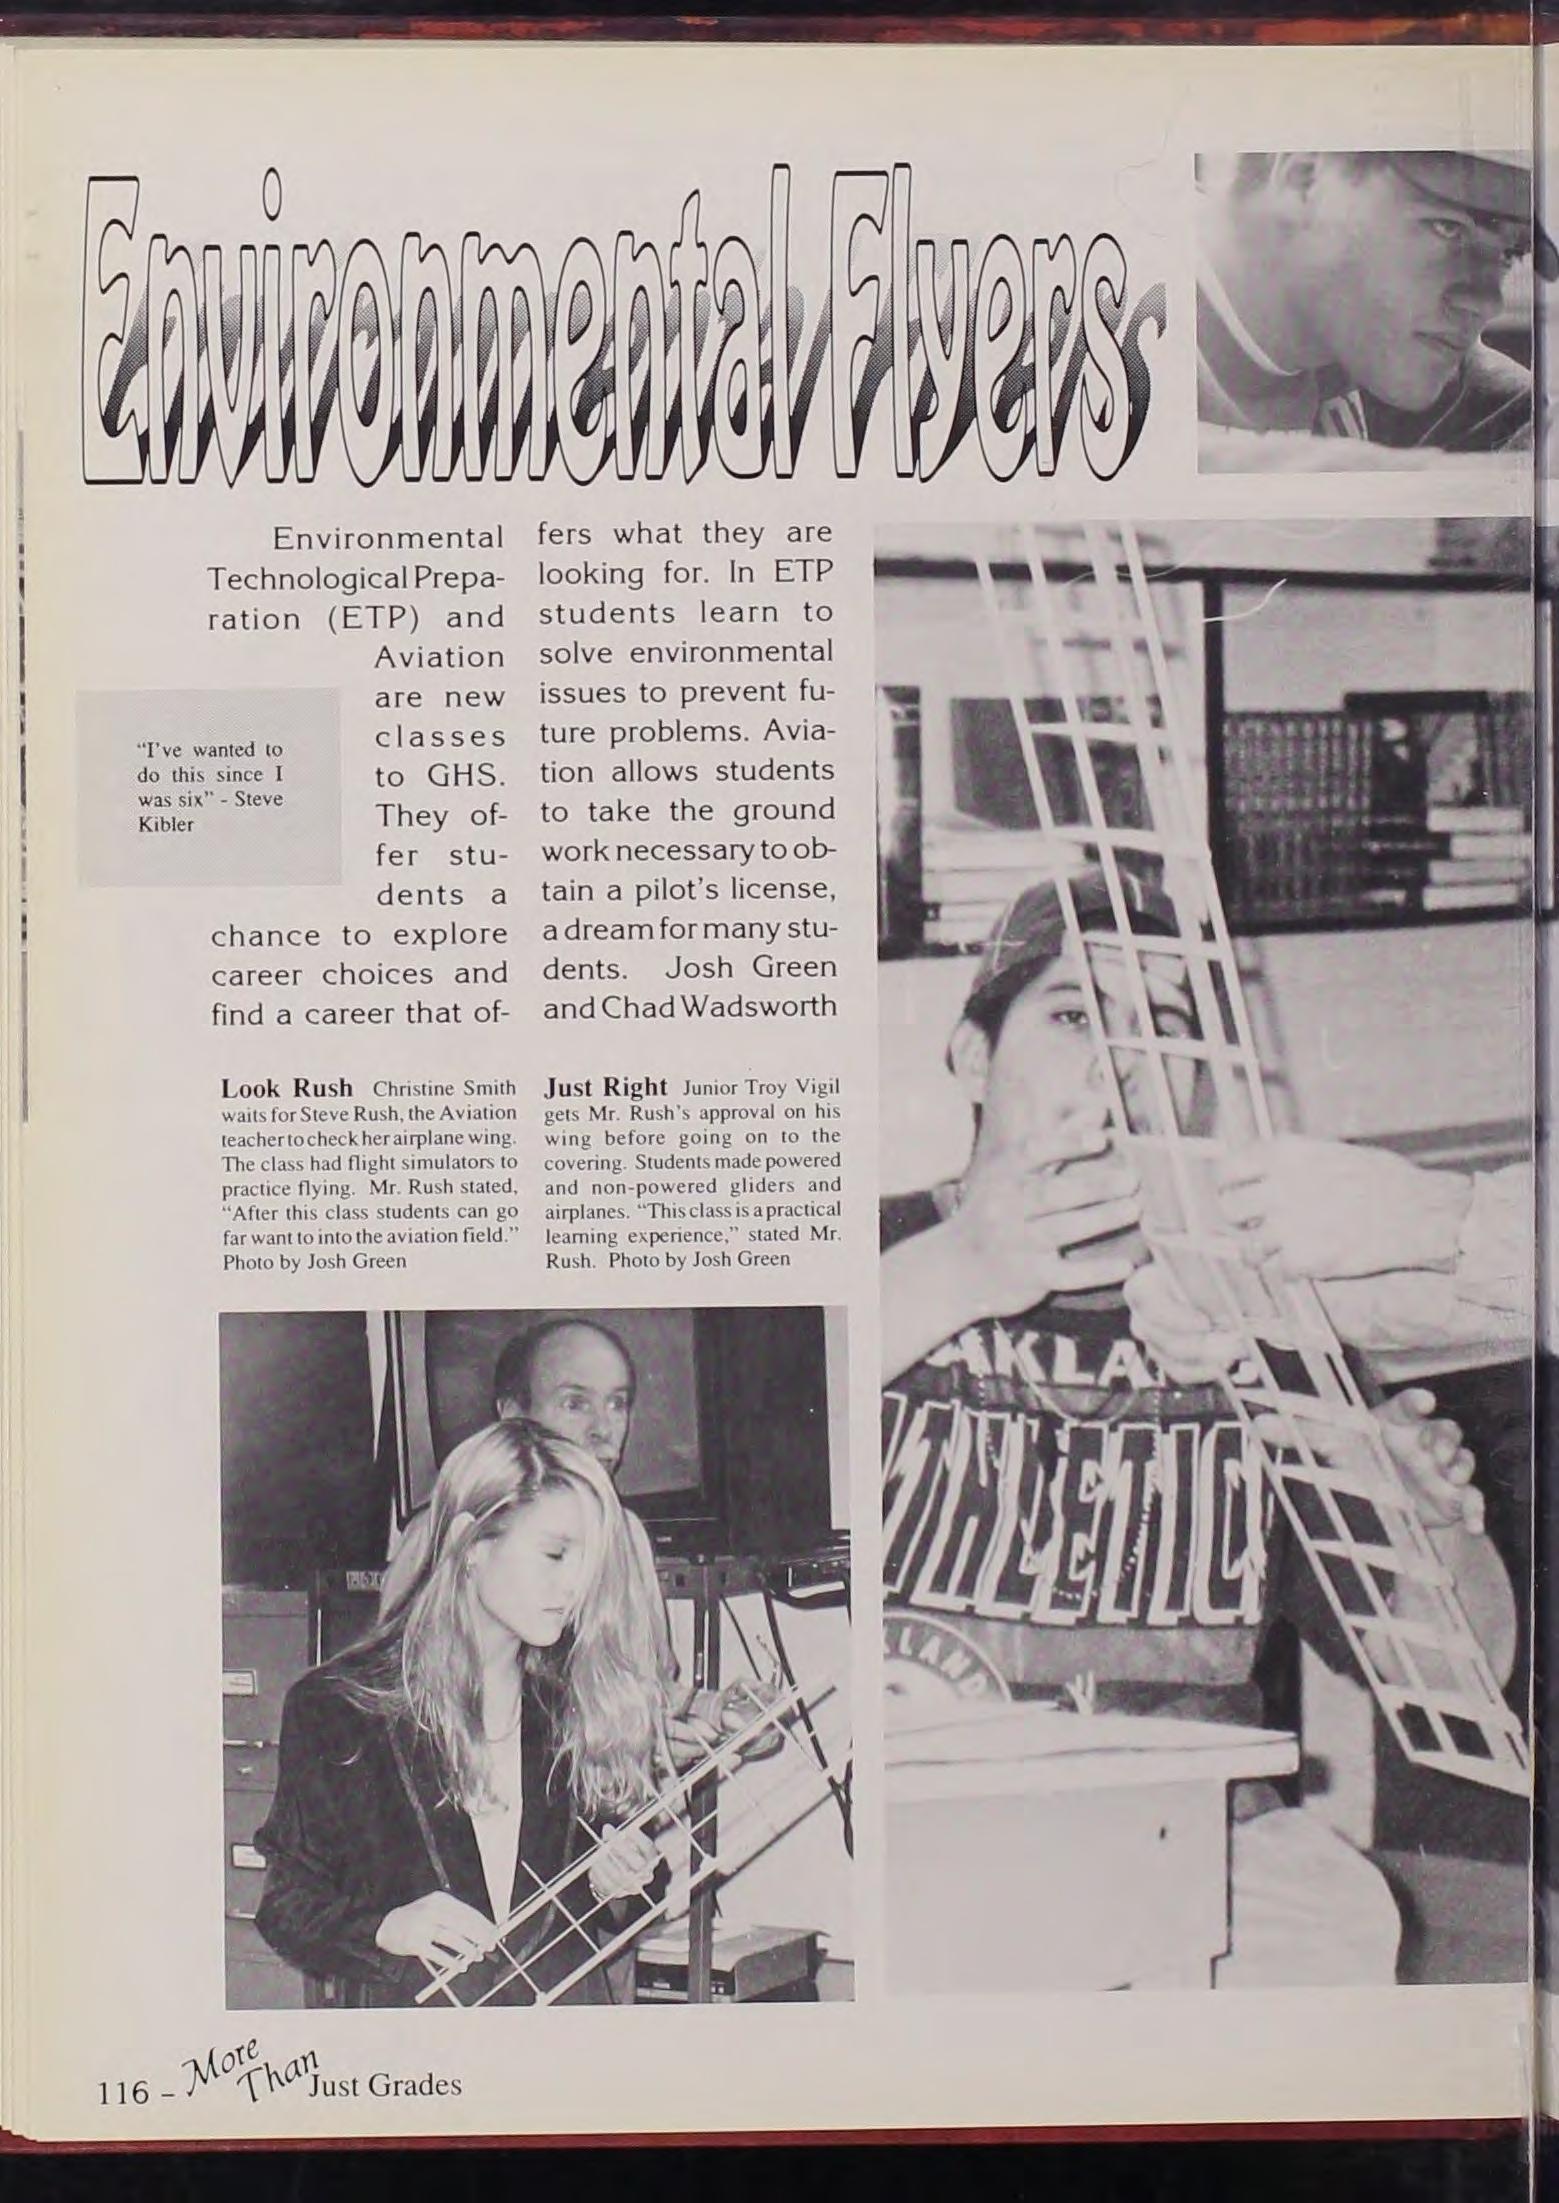 Environmental Flyers
Environmental
Technological Prepa-
ration (ETP) and
Aviation
are new
classes
to GHS.
They of-
fer stu-
dents a
chance to explore
career choices and
find a career that of-
"I've wanted to
do this since I
was six" - Steve
Kibler
fers what they are
looking for. In ETP
students learn to
solve environmental
issues to prevent fu-
ture problems. Avia-
tion allows students
to take the ground
work necessary to ob-
tain a pilot's license,
a dream for many stu-
dents. Josh Green
and Chad Wadsworth
Look Rush Christine Smith
waits for Steve Rush, the Aviation
teacher to check her airplane wing.
The class had flight simulators to
practice flying. Mr. Rush stated,
"After this class students can go
far want to into the aviation field."
Photo by Josh Green
Just Right Junior Troy Vigil
gets Mr. Rush's approval on his
wing before going on to the
covering. Students made powered
and non-powered gliders and
airplanes. "This class is a practical
learning experience," stated Mr.
Rush. Photo by Josh Green
AKLA
THLETIC
LLAND
116 - More Than Just Grades